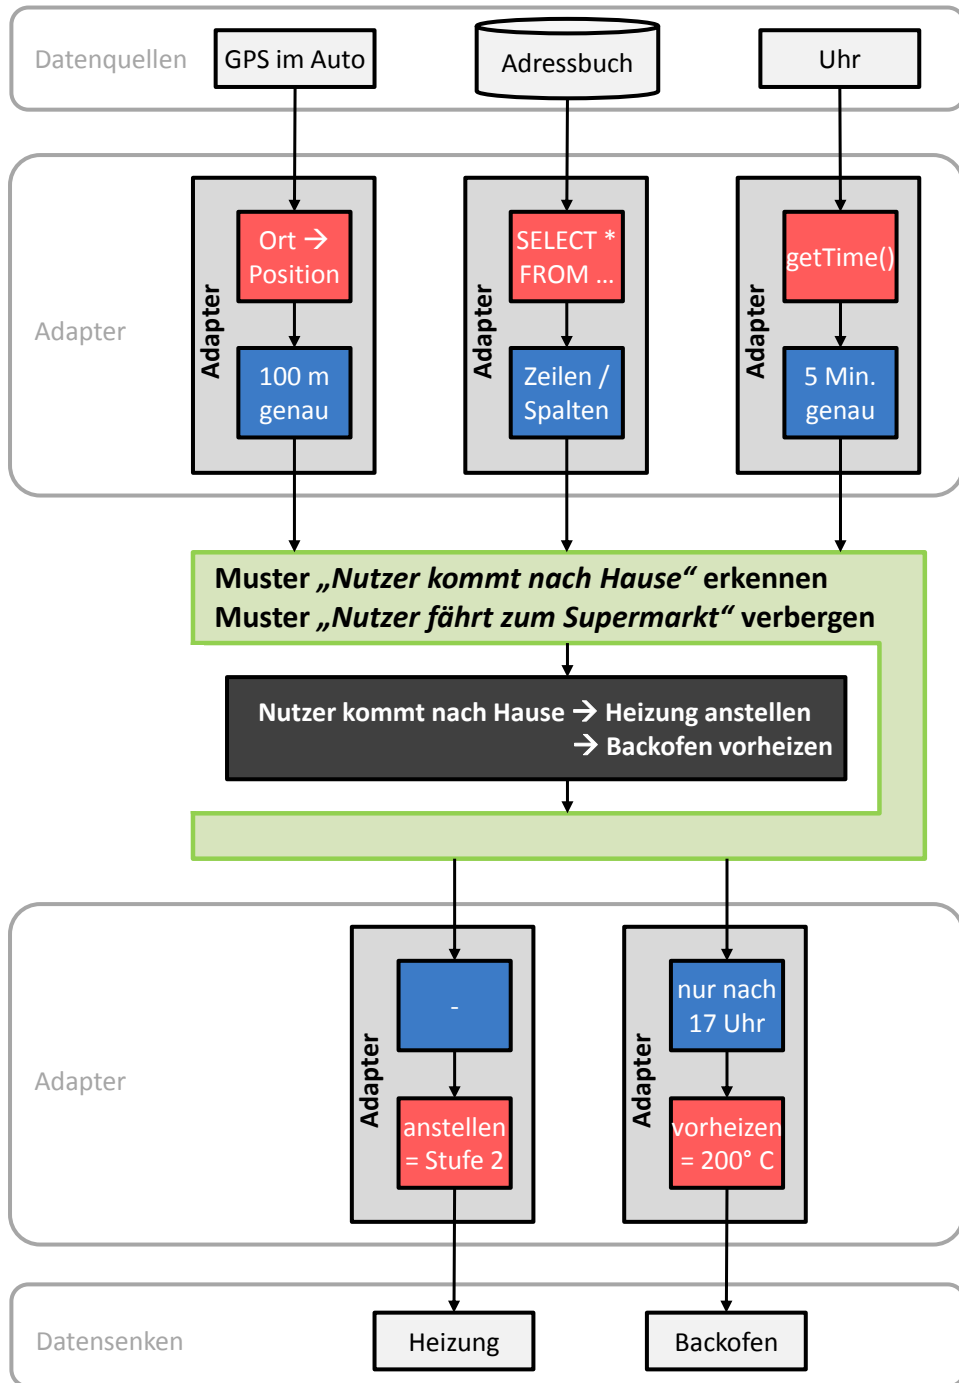 Datenquellen
GPS im Auto
Adressbuch
Uhr
Adapter
Adapter
Ort →
Position
100 m
genau
Adapter
SELECT *
FROM ...
Zeilen /
Spalten
Adapter
getTime()
5 Min.
genau
Muster „Nutzer kommt nach Hause“ erkennen
Muster „Nutzer fährt zum Supermarkt“ verbergen
Nutzer kommt nach Hause → Heizung anstellen
→ Backofen vorheizen
Adapter
Adapter
-
anstellen
= Stufe 2
Adapter
nur nach
17 Uhr
vorheizen
= 200° C
Datensenken
Heizung
Backofen